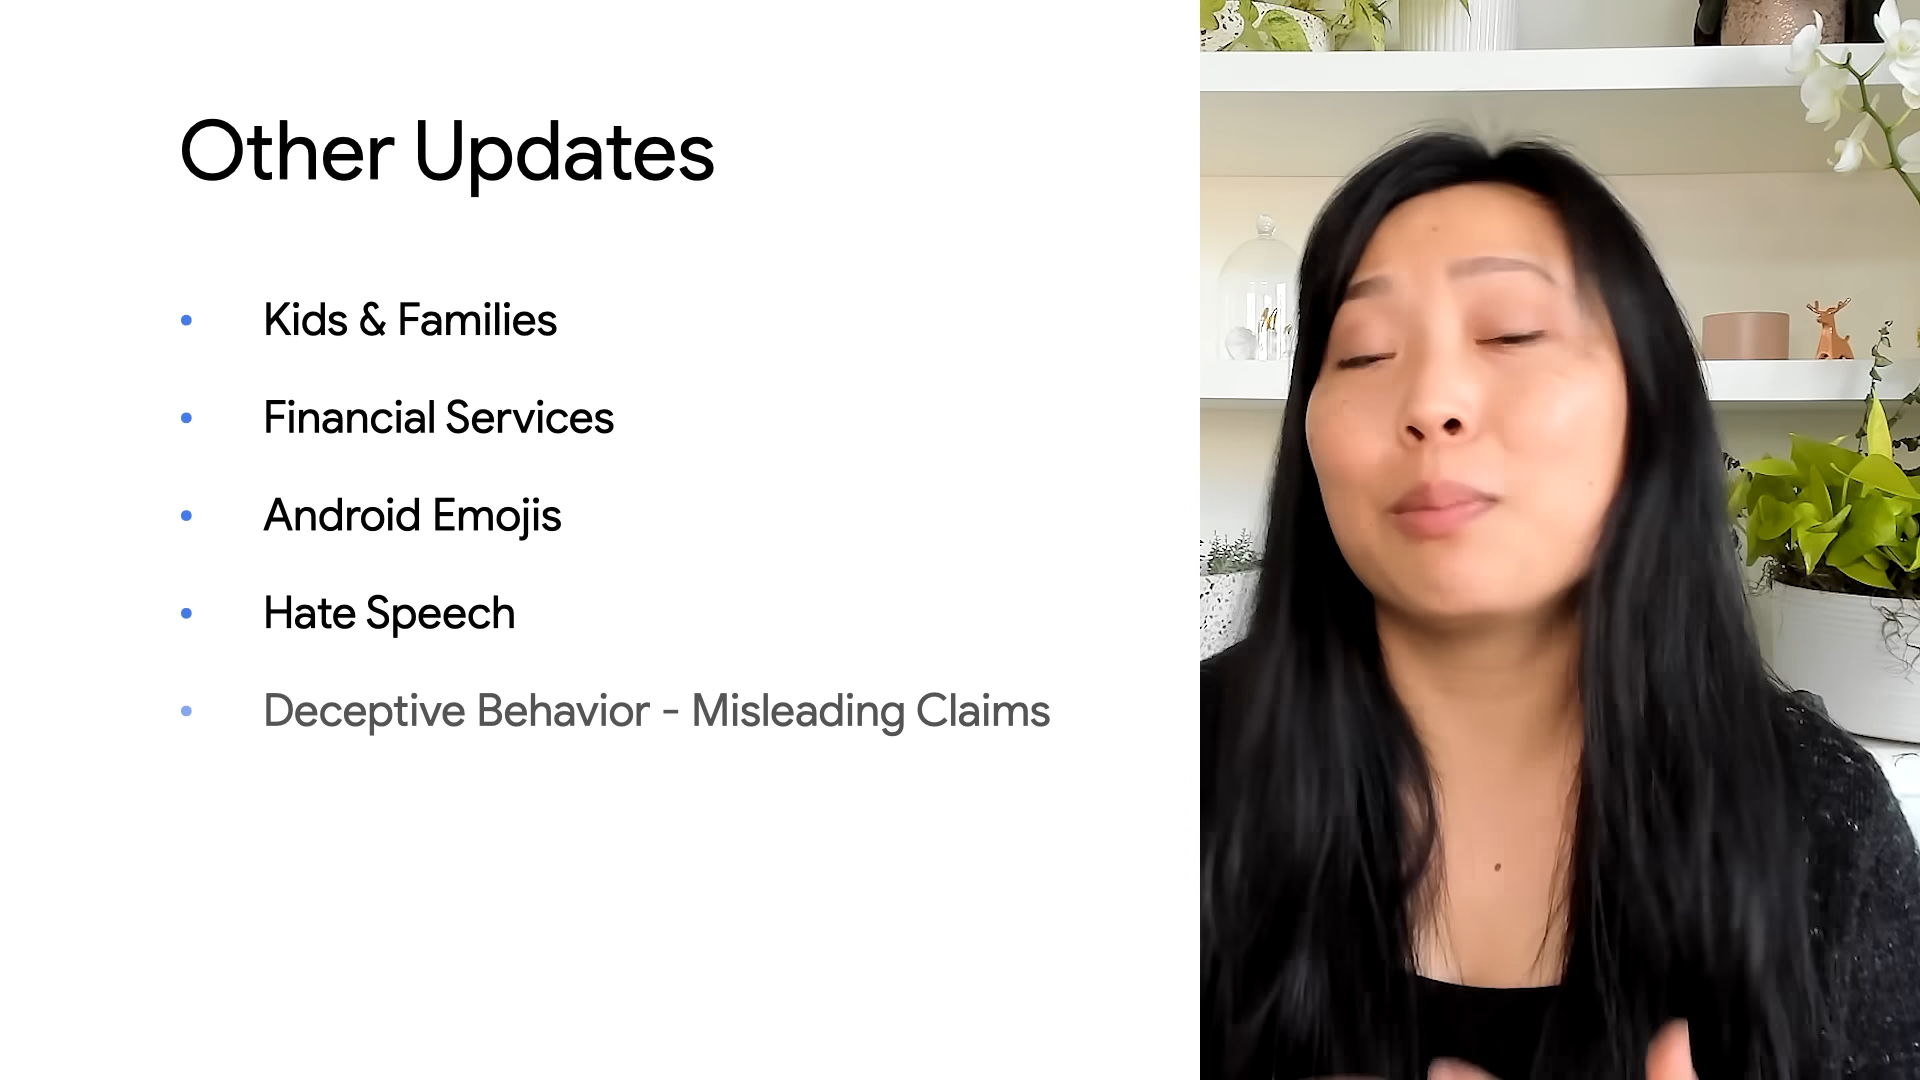 Other Updates
• Kids & Families
• Financial Services
• Android Emojis
• Hate Speech
• Deceptive Behavior - Misleading Claims